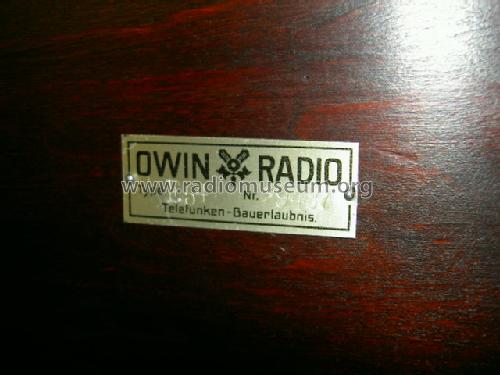 OWIN RADIO
Nr.
www.radiomuseum.org
Telefunken-Bauerlaubnis.